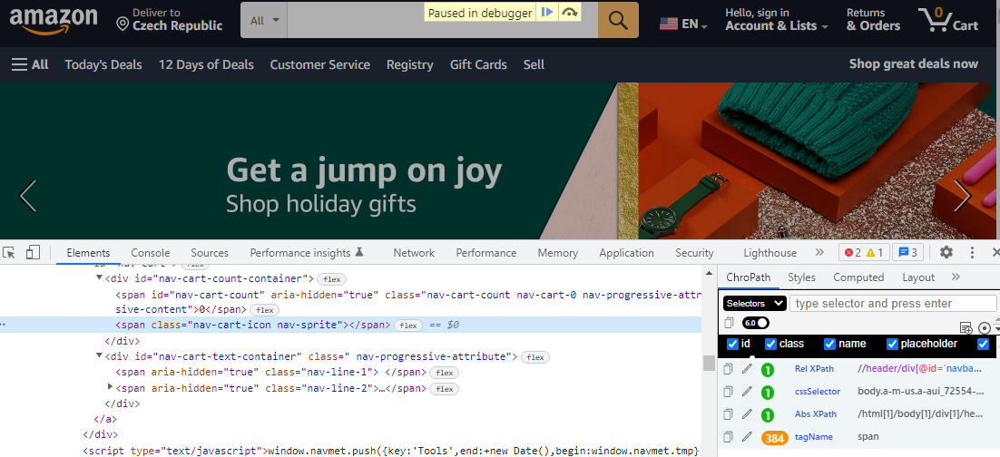 amazon
Deliver to
Czech Republic
All
Paused in debugger
EN
Hello, sign in
Account & Lists
Returns
& Orders
0
Cart
All
Today's Deals
12 Days of Deals
Customer Service
Registry
Gift Cards
Sell
Shop great deals now
Get a jump on joy
Shop holiday gifts
Elements
Console
Sources
Performance insights
Network
Performance
Memory
Application
Security
Lighthouse
»
2
1
3
flex
<div id="nav-cart-count-container"> flex
<span id="nav-cart-count" aria-hidden="true" class="nav-cart-count nav-cart-0 nav-progressive-attr
sive-content">0</span> flex
<span class="nav-cart-icon nav-sprite"></span> flex == $0
</div>
<div id="nav-cart-text-container" class=" nav-progressive-attribute"> flex
<span aria-hidden="true" class="nav-line-1"> </span> flex
<span aria-hidden="true" class="nav-line-2">…</span> flex
</div>
</a>
</div>
<script type="text/javascript">window.navmet.push({key:'Tools',end:+new Date(),begin:window.navmet.tmp}
ChroPath
Styles
Computed
Layout
»
Selectors
type selector and press enter
6.0
id
class
name
placeholder
1 Rel XPath //header/div[@id=`navba...
1 cssSelector body.a-m-us.a-aui_72554-...
1 Abs XPath /html[1]/body[1]/div[1]/he...
384 tagName span